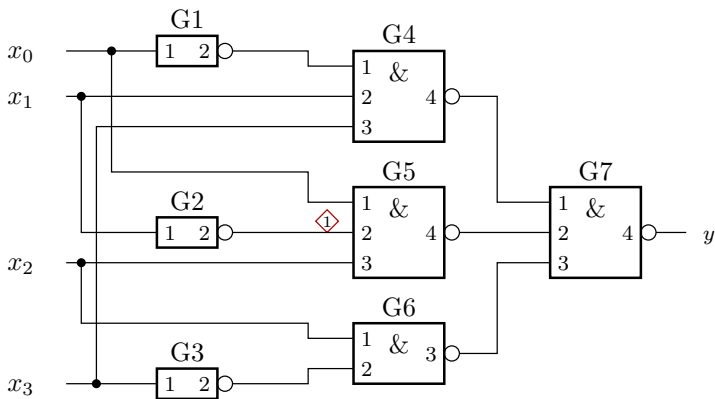 G1
x₀ 1 2
G4
1 &
x₁ 2 4
3
G2
G5
1 &
1
1 2 2 4
x₂ 3
G7
1 &
2 4 y
3
G6
1 &
2 3
G3
x₃ 1 2